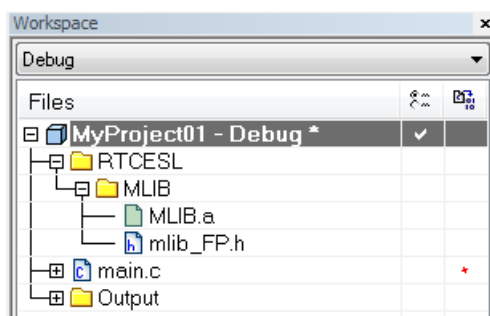 Workspace
x
Debug
Files
MyProject01 - Debug *
RTCESL
MLIB
MLIB.a
mlib_FP.h
main.c
Output